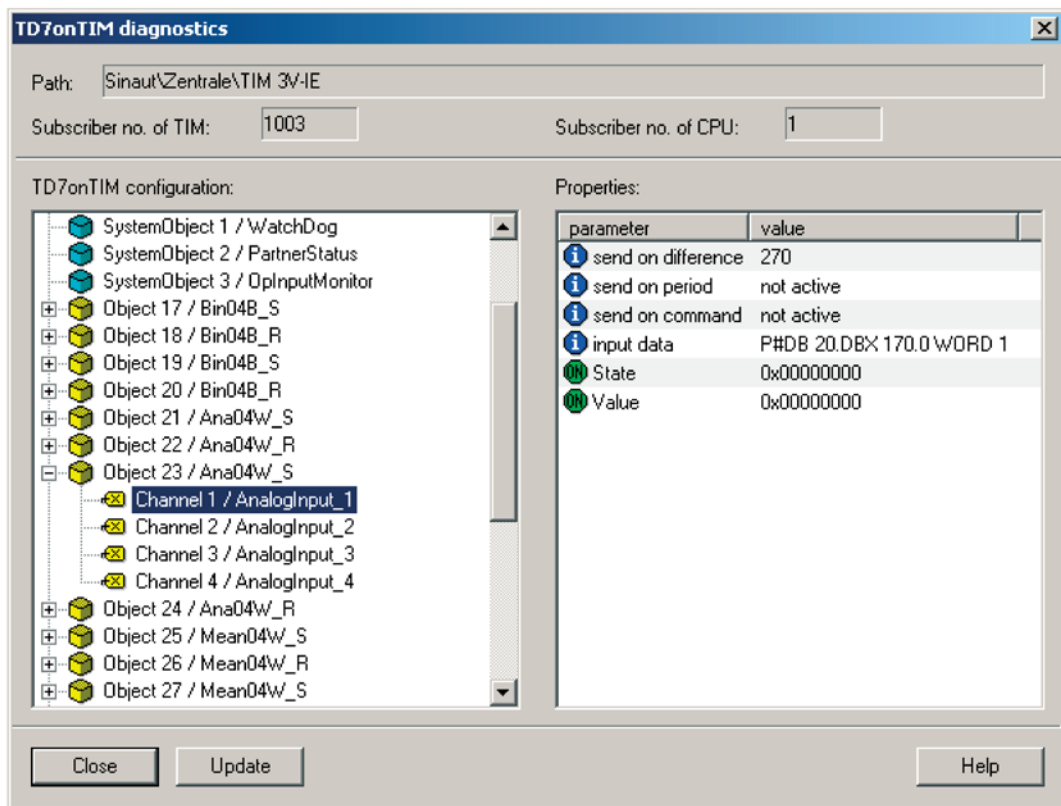 TD7onTIM diagnostics
Path: Sinaut\Zentrale\TIM 3V-IE
Subscriber no. of TIM: 1003 Subscriber no. of CPU: 1
TD7onTIM configuration:
SystemObject 1 / WatchDog
SystemObject 2 / PartnerStatus
SystemObject 3 / OpInputMonitor
Object 17 / Bin04B_S
Object 18 / Bin04B_R
Object 19 / Bin04B_S
Object 20 / Bin04B_R
Object 21 / Ana04W_S
Object 22 / Ana04W_R
Object 23 / Ana04W_S
Channel 1 / AnalogInput_1
Channel 2 / AnalogInput_2
Channel 3 / AnalogInput_3
Channel 4 / AnalogInput_4
Object 24 / Ana04W_R
Object 25 / Mean04W_S
Object 26 / Mean04W_R
Object 27 / Mean04W_S
Properties:
parameter value
i send on difference 270
i send on period not active
i send on command not active
i input data P#DB 20.DBX 170.0 WORD 1
ON State 0x00000000
ON Value 0x00000000
Close Update Help